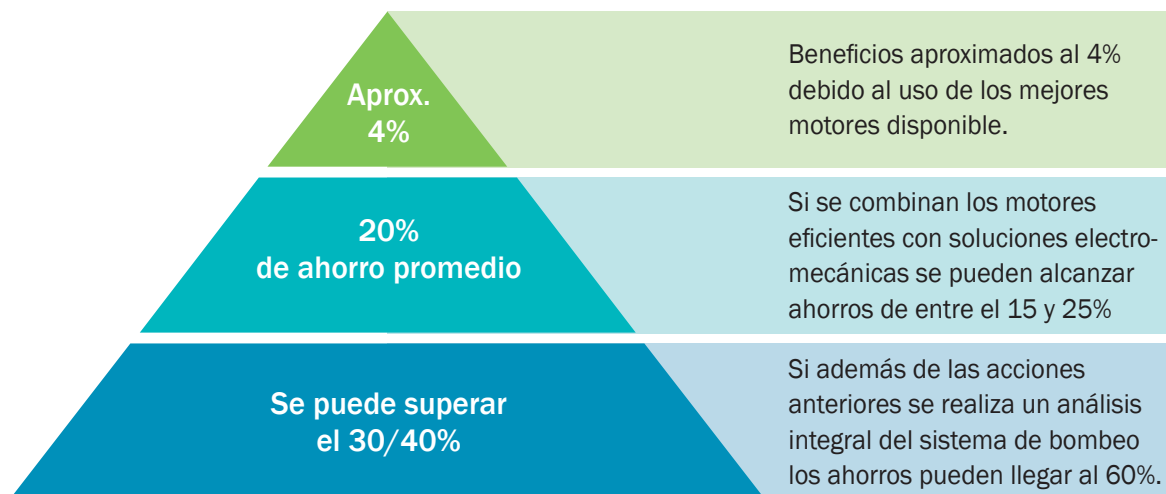 Aprox.
4%
Beneficios aproximados al 4%
debido al uso de los mejores
motores disponible.
20%
de ahorro promedio
Si se combinan los motores
eficientes con soluciones electro-
mecánicas se pueden alcanzar
ahorros de entre el 15 y 25%
Se puede superar
el 30/40%
Si además de las acciones
anteriores se realiza un análisis
integral del sistema de bombeo
los ahorros pueden llegar al 60%.